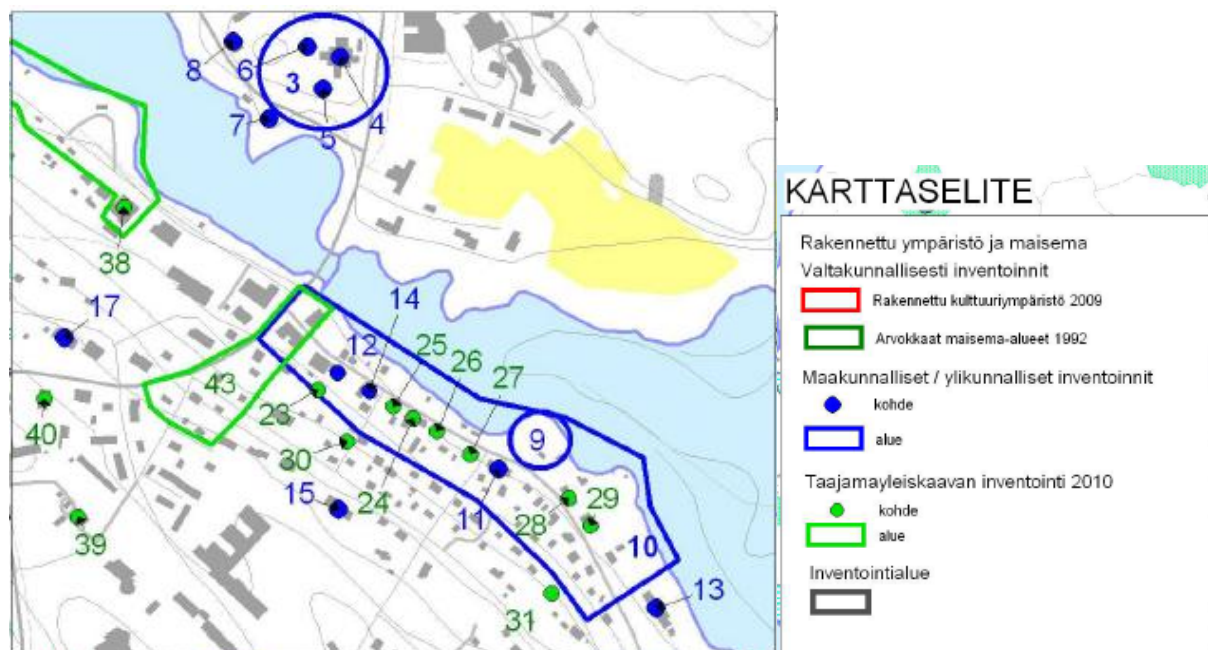 8
6
3
4
5
7
38
17
14
12
25
26
27
43
23
9
40
30
24
15
11
28
29
10
39
31
13
KARTTASELITE
Rakennettu ympäristö ja maisema
Valtakunnallisesti inventoinnit
Rakennettu kulttuuriympäristö 2009
Arvokkaat maisema-alueet 1992
Maakunnalliset / ylikunnalliset inventoinnit
kohde
alue
Taajamayleiskaavan inventointi 2010
kohde
alue
Inventointialue